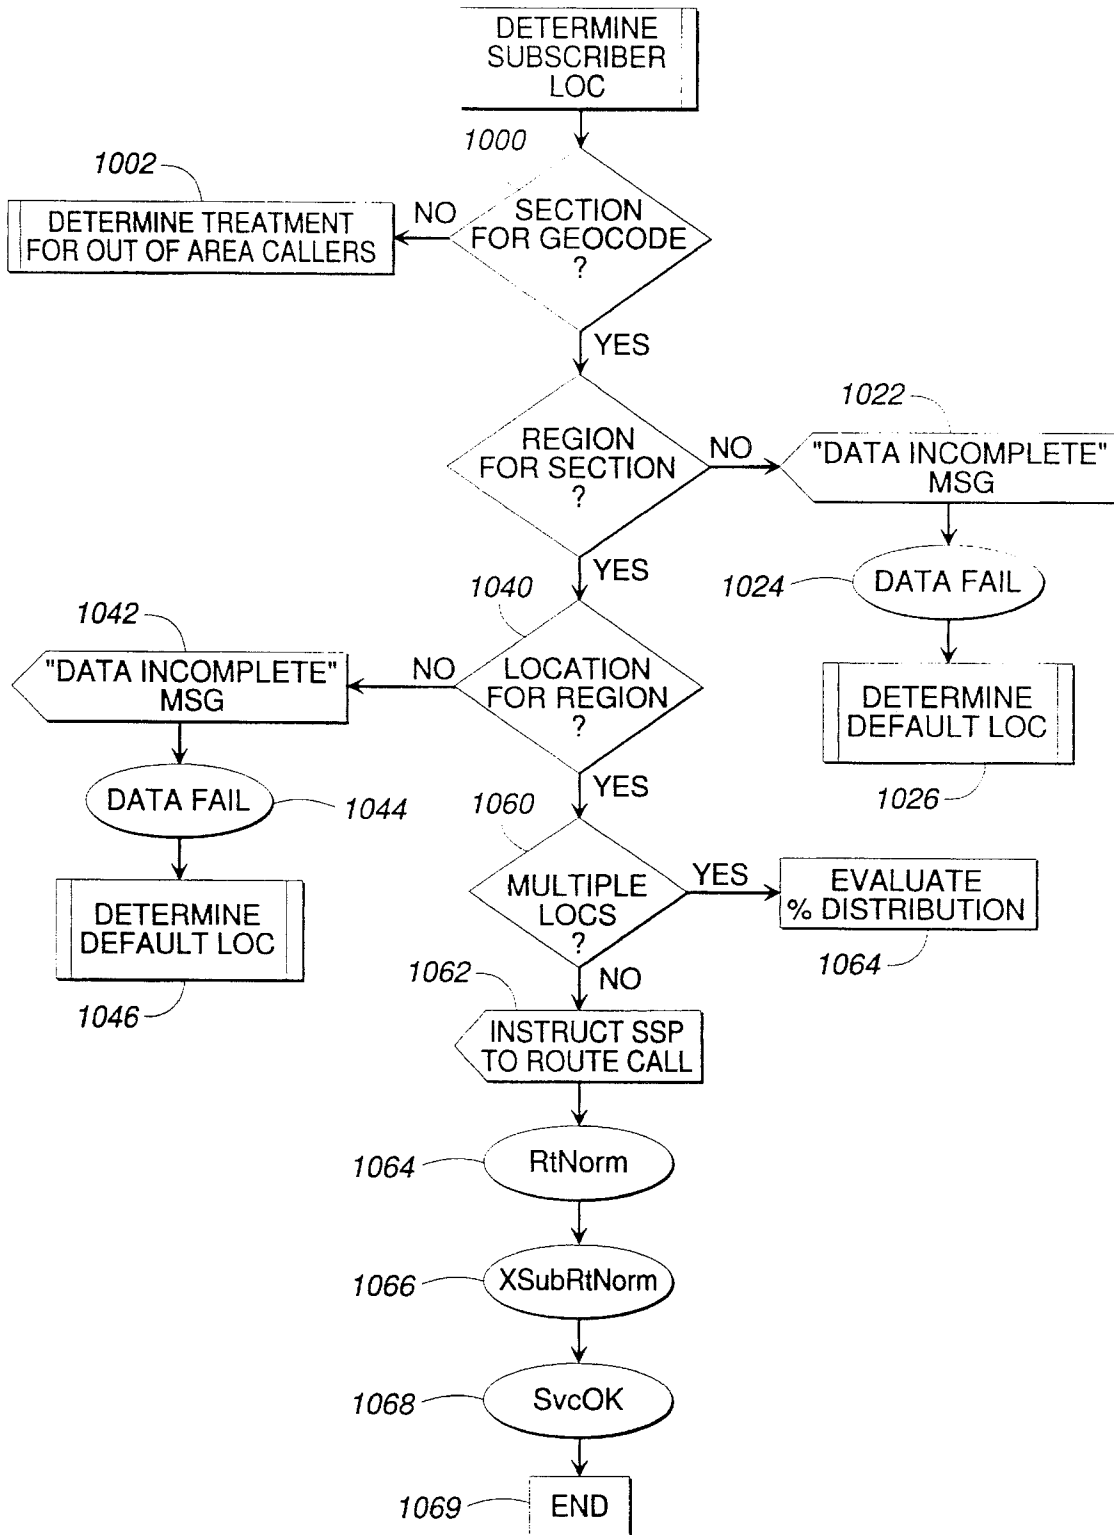 DETERMINE
SUBSCRIBER
LOC
1000
1002
SECTION
FOR GEOCODE
?
NO
DETERMINE TREATMENT
FOR OUT OF AREA CALLERS
YES
REGION
FOR SECTION
?
NO
1022
"DATA INCOMPLETE"
MSG
YES
DATA FAIL
1024
DETERMINE
DEFAULT LOC
1026
1040
LOCATION
FOR REGION
?
NO
1042
"DATA INCOMPLETE"
MSG
DATA FAIL
1044
DETERMINE
DEFAULT LOC
1046
YES
1060
MULTIPLE
LOCS
?
YES
EVALUATE
% DISTRIBUTION
1064
NO
1062
INSTRUCT SSP
TO ROUTE CALL
1064
RtNorm
1066
XSubRtNorm
1068
SvcOK
1069
END